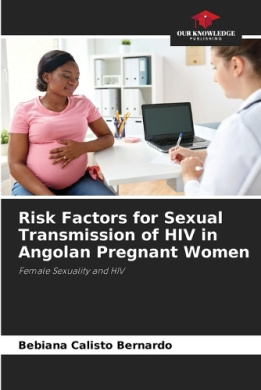 OUR KNOWLEDGE
PUBLISHING
Risk Factors for Sexual
Transmission of HIV in
Angolan Pregnant Women
Female Sexuality and HIV
Bebiana Calisto Bernardo